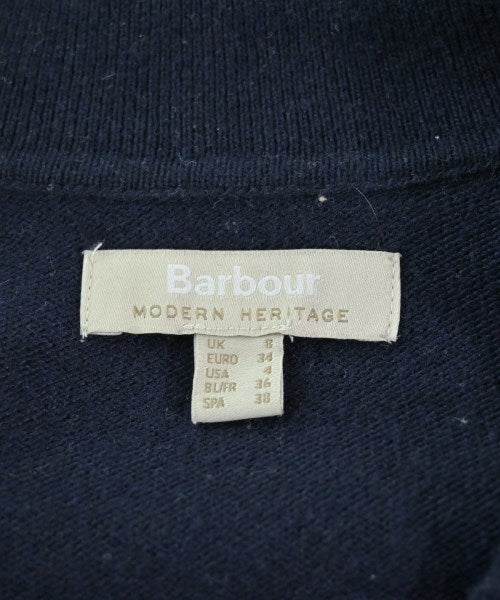 Barbour
MODERN HERITAGE
UK 8
EURO 34
USA 4
BL/FR 36
SPA 38